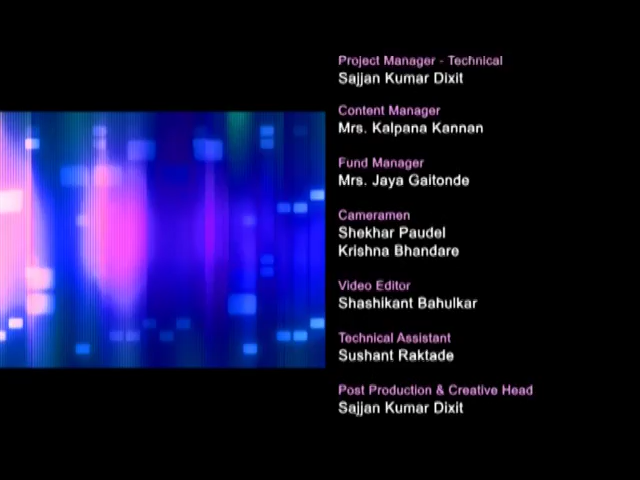 Project Manager - Technical
Sajjan Kumar Dixit
Content Manager
Mrs. Kalpana Kannan
Fund Manager
Mrs. Jaya Gaitonde
Cameramen
Shekhar Paudel
Krishna Bhandare
Video Editor
Shashikant Bahulkar
Technical Assistant
Sushant Raktade
Post Production & Creative Head
Sajjan Kumar Dixit